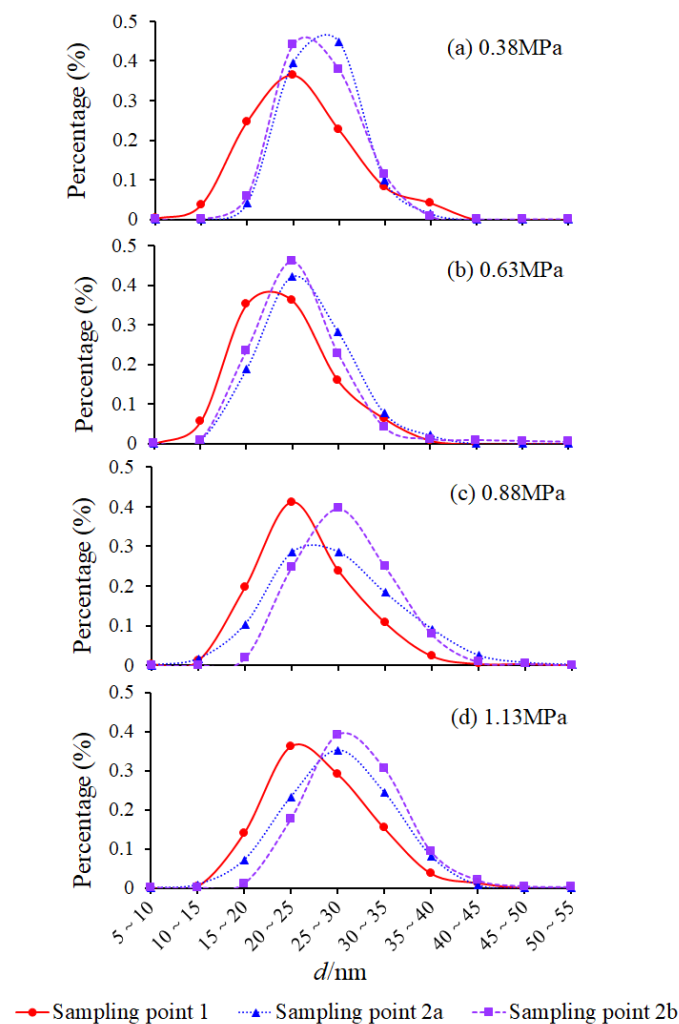 0.5
0.4
0.3
0.2
0.1
0
Percentage (%)
(a) 0.38MPa
0.5
0.4
0.3
0.2
0.1
0
Percentage (%)
(b) 0.63MPa
0.5
0.4
0.3
0.2
0.1
0
Percentage (%)
(c) 0.88MPa
0.5
0.4
0.3
0.2
0.1
0
Percentage (%)
(d) 1.13MPa
5 ~ 10
10 ~ 15
15 ~ 20
20 ~ 25
25 ~ 30
30 ~ 35
35 ~ 40
40 ~ 45
45 ~ 50
50 ~ 55
d/nm
Sampling point 1
Sampling point 2a
Sampling point 2b